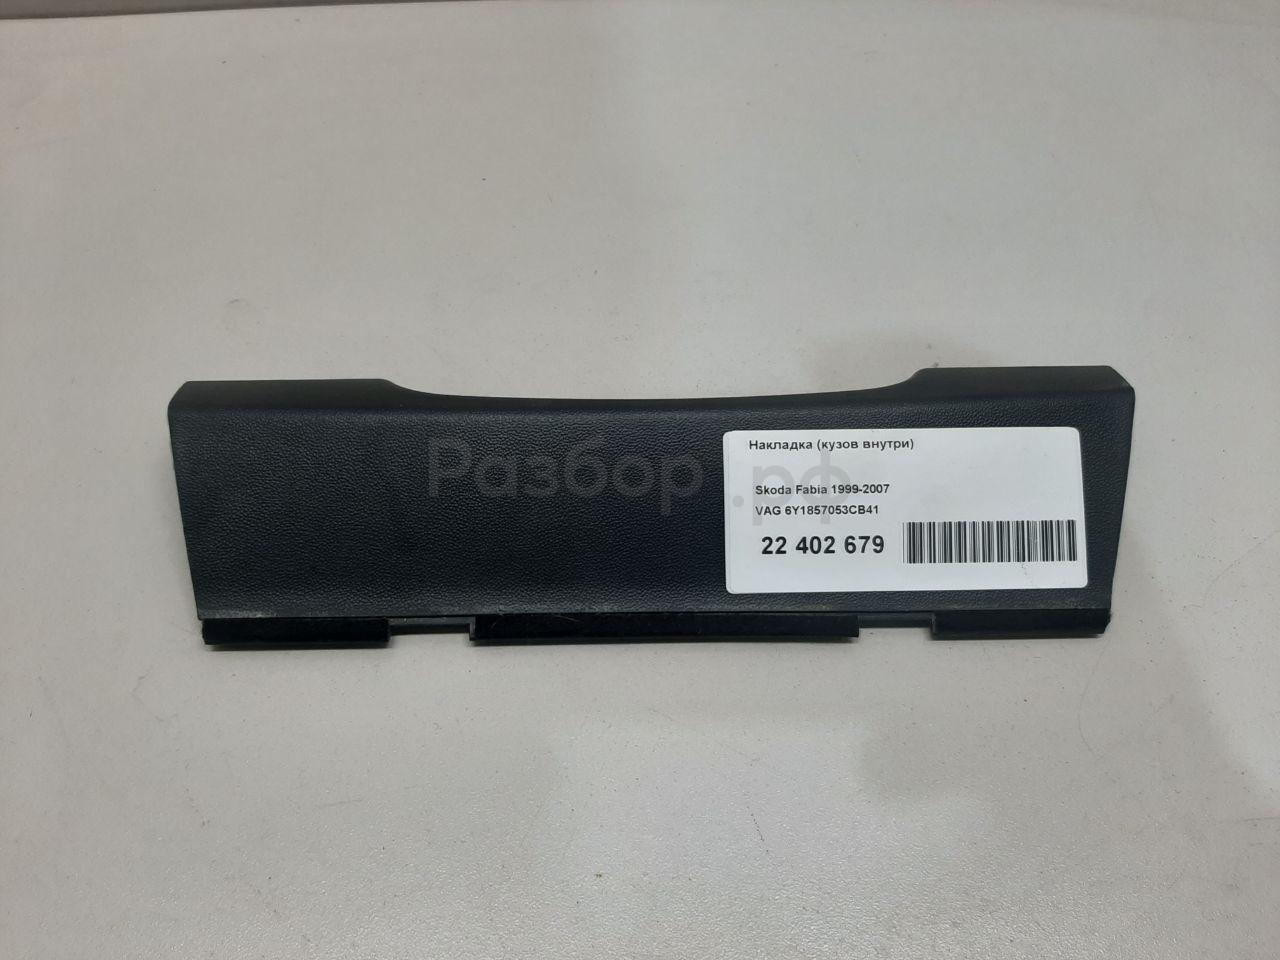 Разбор.рф
Накладка (кузов внутри)
Skoda Fabia 1999-2007
VAG 6Y1857053CB41
22 402 679